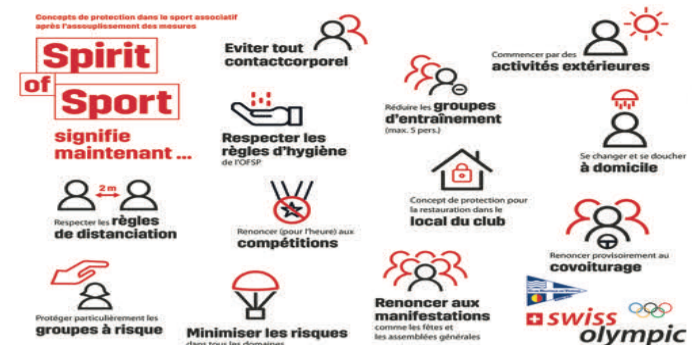 Concepts de protection dans le sport associatif
après l'assouplissement des mesures
Spirit
of
Sport
signifie
maintenant ...
Eviter tout
contactcorporel
Commencer par des
activités extérieures
Réduire les groupes
d'entraînement
(max. 5 pers.)
Respecter les
règles d'hygiène
de l'OFSP
Se changer et se doucher
à domicile
2 m
Respecter les règles
de distanciation
Renoncer (pour l'heure) aux
compétitions
Concept de protection pour
la restauration dans le
local du club
Renoncer provisoirement au
covoiturage
Protéger particulièrement les
groupes à risque
Minimiser les risques
dans tous les domaines
Renoncer aux
manifestations
comme les fêtes et
les assemblées générales
swiss
olympic